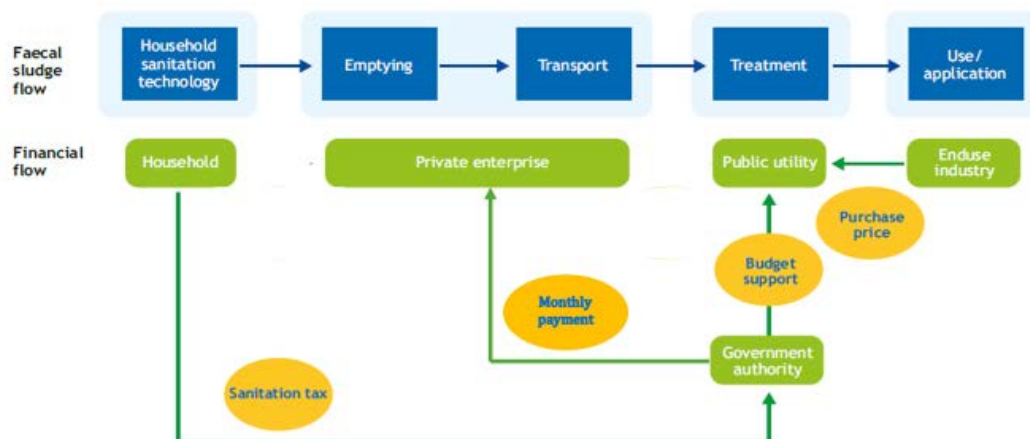 Faecal
sludge
flow
Household
sanitation
technology
Emptying
Transport
Treatment
Use/
application
Financial
flow
Household
Private enterprise
Public utility
Enduse
industry
Purchase
price
Budget
support
Monthly
payment
Government
authority
Sanitation tax